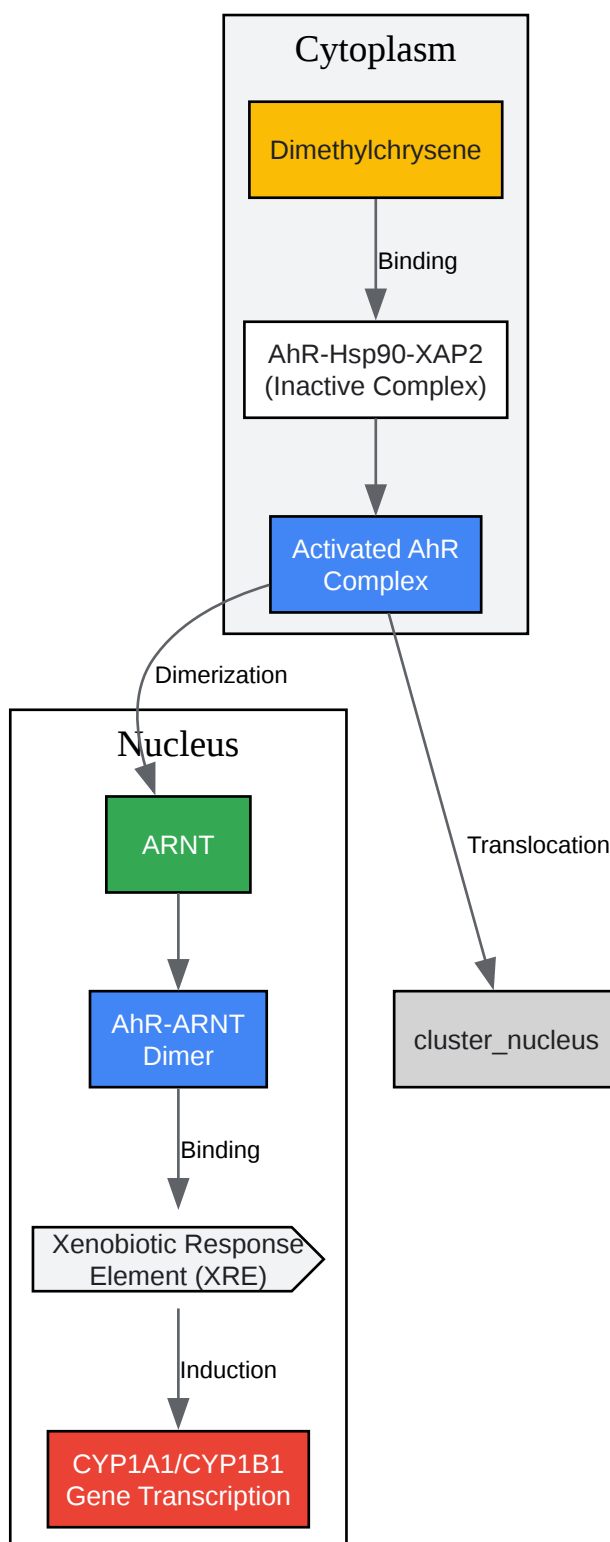 Cytoplasm
Dimethylchrysene
Binding
AhR-Hsp90-XAP2
(Inactive Complex)
Activated AhR
Complex
Dimerization
Nucleus
ARNT
Translocation
AhR-ARNT
Dimer
cluster_nucleus
Binding
Xenobiotic Response
Element (XRE)
Induction
CYP1A1/CYP1B1
Gene Transcription